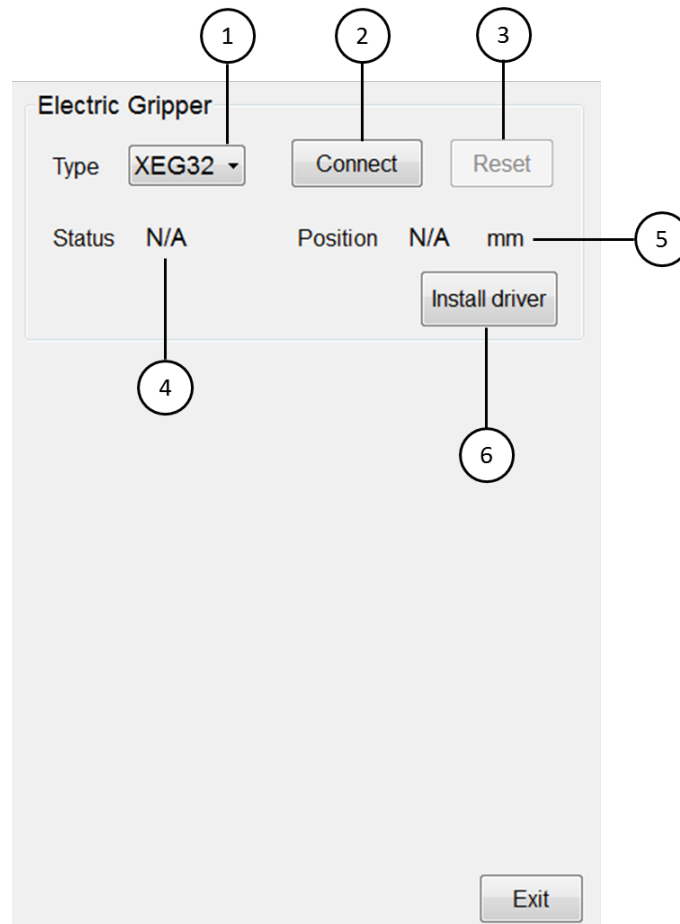 1 2 3
Electric Gripper
Type XEG32 Connect Reset
Status N/A Position N/A mm 5
Install driver
4
6
Exit